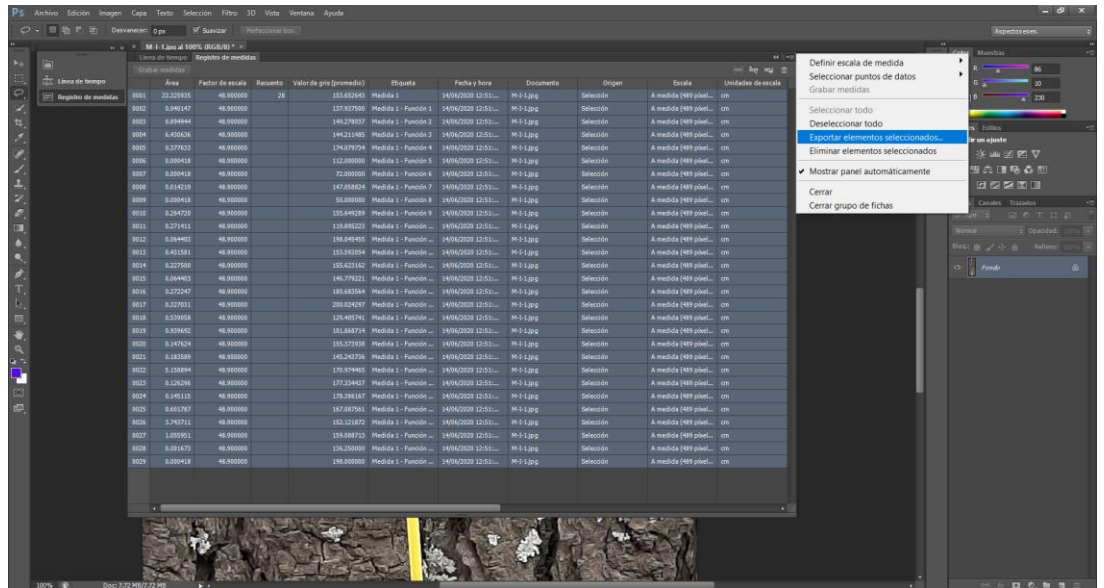 Ps Archivo Edición Imagen Capa Texto Selección Filtro 3D Vista Ventana Ayuda
Desvanecer: 0 px Suavizar Perfeccionar bor... Aspectos esen.
M-I-1.jpg al 100% (RGB/8) *
Línea de tiempo Registro de medidas
Grabar medidas
Línea de tiempo
Registro de medidas
Área Factor de escala Recuento Valor de gris (promedio) Etiqueta Fecha y hora Documento Origen Escala Unidades de escala
0001 22.325935 48.900000 28 153.652643 Medida 1 14/06/2020 12:51:... M-I-1.jpg Selección A medida (489 píxel... cm
0002 0.040147 48.900000 137.937500 Medida 1 - Función 1 14/06/2020 12:51:... M-I-1.jpg Selección A medida (489 píxel... cm
0003 0.894944 48.900000 149.278037 Medida 1 - Función 2 14/06/2020 12:51:... M-I-1.jpg Selección A medida (489 píxel... cm
0004 6.430636 48.900000 144.211485 Medida 1 - Función 3 14/06/2020 12:51:... M-I-1.jpg Selección A medida (489 píxel... cm
0005 0.377633 48.900000 174.079734 Medida 1 - Función 4 14/06/2020 12:51:... M-I-1.jpg Selección A medida (489 píxel... cm
0006 0.000418 48.900000 112.000000 Medida 1 - Función 5 14/06/2020 12:51:... M-I-1.jpg Selección A medida (489 píxel... cm
0007 0.000418 48.900000 72.000000 Medida 1 - Función 6 14/06/2020 12:51:... M-I-1.jpg Selección A medida (489 píxel... cm
0008 0.014219 48.900000 147.058824 Medida 1 - Función 7 14/06/2020 12:51:... M-I-1.jpg Selección A medida (489 píxel... cm
0009 0.000418 48.900000 50.000000 Medida 1 - Función 8 14/06/2020 12:51:... M-I-1.jpg Selección A medida (489 píxel... cm
0010 0.264720 48.900000 155.649289 Medida 1 - Función 9 14/06/2020 12:51:... M-I-1.jpg Selección A medida (489 píxel... cm
0011 0.271411 48.900000 119.895223 Medida 1 - Función ... 14/06/2020 12:51:... M-I-1.jpg Selección A medida (489 píxel... cm
0012 0.064403 48.900000 198.045455 Medida 1 - Función ... 14/06/2020 12:51:... M-I-1.jpg Selección A medida (489 píxel... cm
0013 0.431581 48.900000 153.592054 Medida 1 - Función ... 14/06/2020 12:51:... M-I-1.jpg Selección A medida (489 píxel... cm
0014 0.227500 48.900000 155.623162 Medida 1 - Función ... 14/06/2020 12:51:... M-I-1.jpg Selección A medida (489 píxel... cm
0015 0.064403 48.900000 146.779221 Medida 1 - Función ... 14/06/2020 12:51:... M-I-1.jpg Selección A medida (489 píxel... cm
0016 0.272247 48.900000 180.683564 Medida 1 - Función ... 14/06/2020 12:51:... M-I-1.jpg Selección A medida (489 píxel... cm
0017 0.327031 48.900000 200.024297 Medida 1 - Función ... 14/06/2020 12:51:... M-I-1.jpg Selección A medida (489 píxel... cm
0018 0.539058 48.900000 129.405741 Medida 1 - Función ... 14/06/2020 12:51:... M-I-1.jpg Selección A medida (489 píxel... cm
0019 0.939692 48.900000 181.868714 Medida 1 - Función ... 14/06/2020 12:51:... M-I-1.jpg Selección A medida (489 píxel... cm
0020 0.147624 48.900000 155.373938 Medida 1 - Función ... 14/06/2020 12:51:... M-I-1.jpg Selección A medida (489 píxel... cm
0021 0.183589 48.900000 145.243736 Medida 1 - Función ... 14/06/2020 12:51:... M-I-1.jpg Selección A medida (489 píxel... cm
0022 5.158894 48.900000 170.974465 Medida 1 - Función ... 14/06/2020 12:51:... M-I-1.jpg Selección A medida (489 píxel... cm
0023 0.126296 48.900000 177.334437 Medida 1 - Función ... 14/06/2020 12:51:... M-I-1.jpg Selección A medida (489 píxel... cm
0024 0.145115 48.900000 178.386167 Medida 1 - Función ... 14/06/2020 12:51:... M-I-1.jpg Selección A medida (489 píxel... cm
0025 0.601767 48.900000 167.087561 Medida 1 - Función ... 14/06/2020 12:51:... M-I-1.jpg Selección A medida (489 píxel... cm
0026 3.743711 48.900000 152.121872 Medida 1 - Función ... 14/06/2020 12:51:... M-I-1.jpg Selección A medida (489 píxel... cm
0027 1.055951 48.900000 159.088713 Medida 1 - Función ... 14/06/2020 12:51:... M-I-1.jpg Selección A medida (489 píxel... cm
0028 0.001673 48.900000 136.250000 Medida 1 - Función ... 14/06/2020 12:51:... M-I-1.jpg Selección A medida (489 píxel... cm
0029 0.000418 48.900000 198.000000 Medida 1 - Función ... 14/06/2020 12:51:... M-I-1.jpg Selección A medida (489 píxel... cm
Definir escala de medida
Seleccionar puntos de datos
Grabar medidas
Seleccionar todo
Deseleccionar todo
Exportar elementos seleccionados...
Eliminar elementos seleccionados
Mostrar panel automáticamente
Cerrar
Cerrar grupo de fichas
Color Muestras
R 86
G 10
B 230
Estilos
ir un ajuste
Canales Trazados
Normal Opacidad: 100%
Bloq.: Relleno: 100%
Fondo
100% Doc: 7.72 MB/7.72 MB